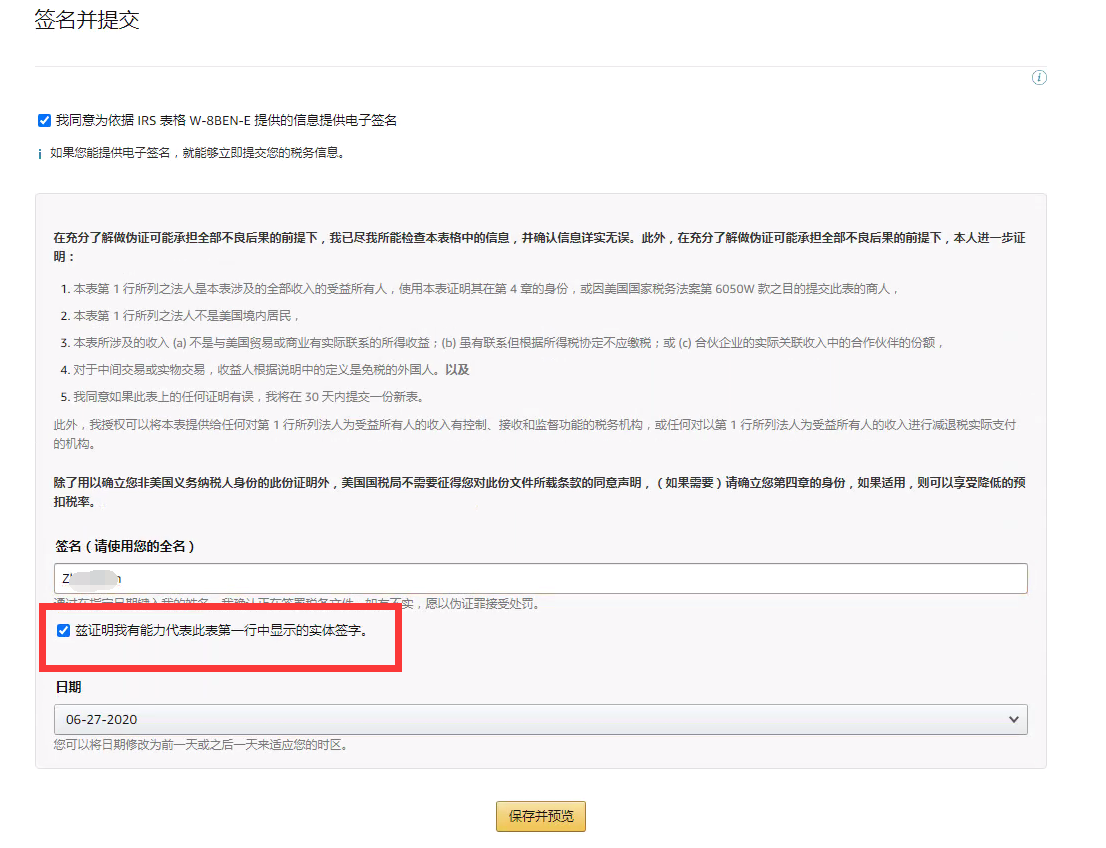 签名并提交
i
我同意为依据 IRS 表格 W-8BEN-E 提供的信息提供电子签名
i 如果您能提供电子签名，就能够立即提交您的税务信息。
在充分了解做伪证可能承担全部不良后果的前提下，我已尽我所能检查本表格中的信息，并确认信息详实无误。此外，在充分了解做伪证可能承担全部不良后果的前提下，本人进一步证
明：
1. 本表第 1 行所列之法人是本表涉及的全部收入的受益所有人，使用本表证明其在第 4 章的身份，或因美国国家税务法案第 6050W 款之目的提交此表的商人，
2. 本表第 1 行所列之法人不是美国境内居民，
3. 本表所涉及的收入 (a) 不是与美国贸易或商业有实际联系的所得收益；(b) 虽有联系但根据所得税协定不应缴税；或 (c) 合伙企业的实际关联收入中的合作伙伴的份额，
4. 对于中间交易或实物交易，收益人根据说明中的定义是免税的外国人。以及
5. 我同意如果此表上的任何证明有误，我将在 30 天内提交一份新表。
此外，我授权可以将本表提供给任何对第 1 行所列法人为受益所有人的收入有控制、接收和监督功能的税务机构，或任何对以第 1 行所列法人为受益所有人的收入进行减退税实际支付
的机构。
除了用以确立您非美国义务纳税人身份的此份证明外，美国国税局不需要征得您对此份文件所载条款的同意声明，（如果需要）请确立您第四章的身份，如果适用，则可以享受降低的预
扣税率。
签名（请使用您的全名）
通过在指定日期键入我的姓名，我确认正在签署税务文件，如有不实，愿以伪证罪接受处罚。
兹证明我有能力代表此表第一行中显示的实体签字。
日期
06-27-2020
您可以将日期修改为前一天或之后一天来适应您的时区。
保存并预览